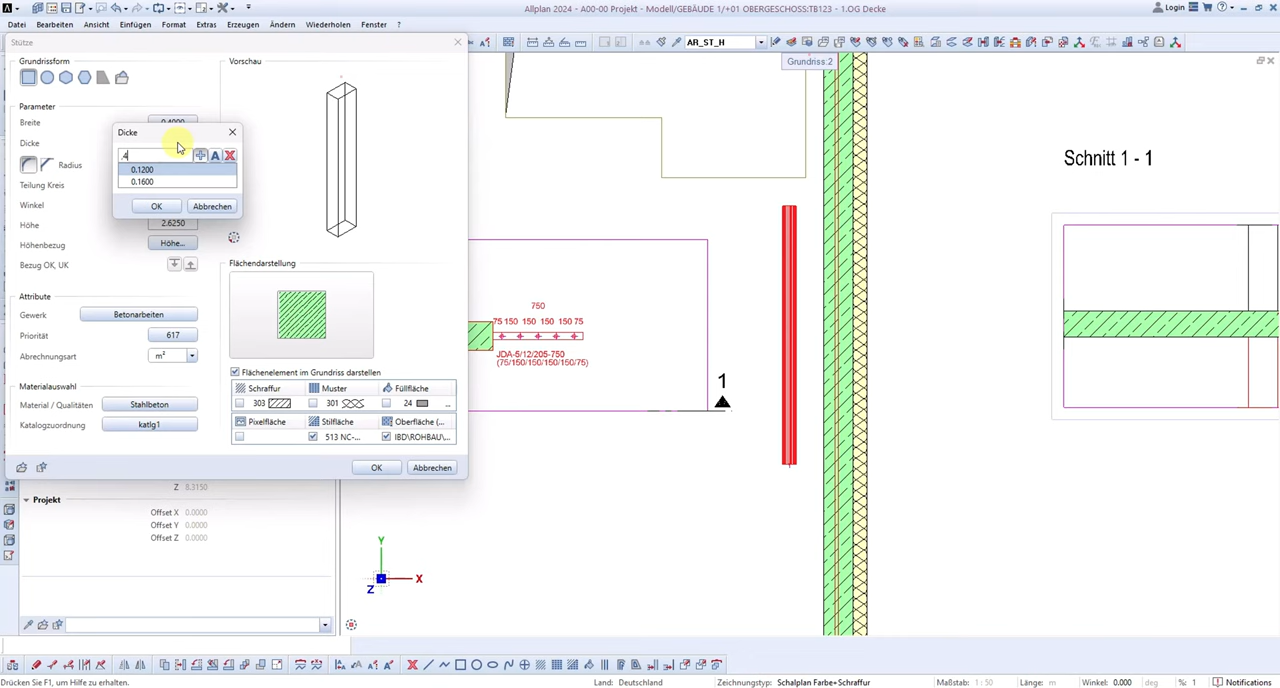 Allplan 2024 - A00-00 Projekt - Modell/GEBÄUDE 1/+01 OBERGESCHOSS:TB123 - 1.OG Decke
Login
Datei Bearbeiten Ansicht Einfügen Format Extras Erzeugen Ändern Wiederholen Fenster ?
Stütze
AR_ST_H
Grundriss:2
Grundrissform
Vorschau
Parameter
Breite 0.4000
Dicke
Dicke
.4
0.1200
0.1600
OK Abbrechen
Radius
Teilung Kreis
Winkel
Höhe 2.6250
Höhenbezug Höhe...
Bezug OK, UK
Flächendarstellung
Attribute
Gewerk Betonarbeiten
Priorität 617
Abrechnungsart m²
Flächenelement im Grundriss darstellen
Materialauswahl
Schraffur Muster Füllfläche
303 301 24 ...
Material / Qualitäten Stahlbeton
Katalogzuordnung katlg1
Pixelfläche Stilfläche Oberfläche (...
513 NC-... IBD\ROHBAU\...
OK Abbrechen
Z 8.3150
Projekt
Offset X 0.0000
Offset Y 0.0000
Offset Z 0.0000
750
75 150 150 150 150 75
JDA-5/12/205-750
(75/150/150/150/150/75)
1
Schnitt 1 - 1
Y
X
Z
Drücken Sie F1, um Hilfe zu erhalten.
Land: Deutschland
Zeichnungstyp: Schalplan Farbe+Schraffur
Maßstab: 1 : 50
Länge: m
Winkel: 0.000 deg
%: 1
Notifications